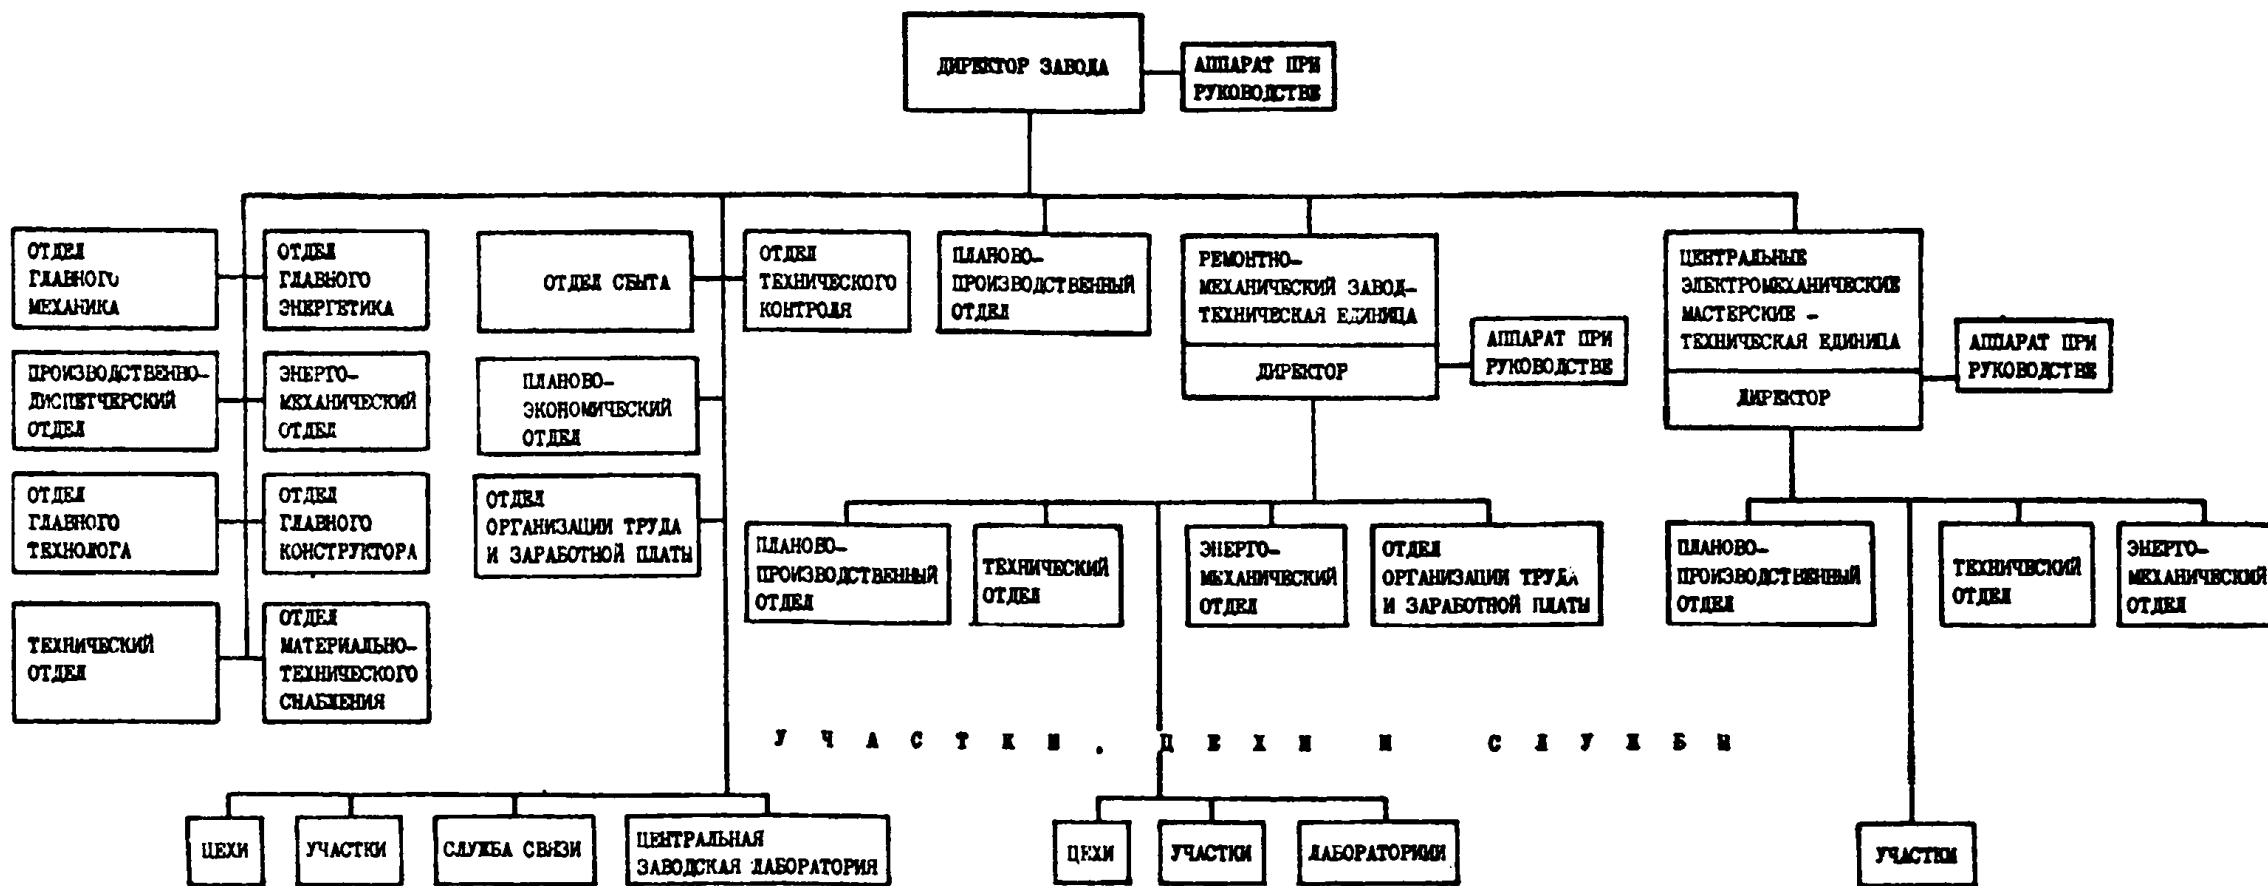 ДИРЕКТОР ЗАВОДА
АППАРАТ ПРИ
РУКОВОДСТВЕ
ОТДЕЛ
ГЛАВНОГО
МЕХАНИКА
ОТДЕЛ
ГЛАВНОГО
ЭНЕРГЕТИКА
ОТДЕЛ СБЫТА
ОТДЕЛ
ТЕХНИЧЕСКОГО
КОНТРОЛЯ
ПЛАНОВО-
ПРОИЗВОДСТВЕННЫЙ
ОТДЕЛ
РЕМОНТНО-
МЕХАНИЧЕСКИЙ ЗАВОД-
ТЕХНИЧЕСКАЯ ЕДИНИЦА
ДИРЕКТОР
АППАРАТ ПРИ
РУКОВОДСТВЕ
ЦЕНТРАЛЬНЫЕ
ЭЛЕКТРОМЕХАНИЧЕСКИЕ
МАСТЕРСКИЕ -
ТЕХНИЧЕСКАЯ ЕДИНИЦА
ДИРЕКТОР
АППАРАТ ПРИ
РУКОВОДСТВЕ
ПРОИЗВОДСТВЕННО-
ДИСПЕТЧЕРСКИЙ
ОТДЕЛ
ЭНЕРГО-
МЕХАНИЧЕСКИЙ
ОТДЕЛ
ПЛАНОВО-
ЭКОНОМИЧЕСКИЙ
ОТДЕЛ
ОТДЕЛ
ГЛАВНОГО
ТЕХНОЛОГА
ОТДЕЛ
ГЛАВНОГО
КОНСТРУКТОРА
ОТДЕЛ
ОРГАНИЗАЦИИ ТРУДА
И ЗАРАБОТНОЙ ПЛАТЫ
ПЛАНОВО-
ПРОИЗВОДСТВЕННЫЙ
ОТДЕЛ
ТЕХНИЧЕСКИЙ
ОТДЕЛ
ЭНЕРГО-
МЕХАНИЧЕСКИЙ
ОТДЕЛ
ОТДЕЛ
ОРГАНИЗАЦИИ ТРУДА
И ЗАРАБОТНОЙ ПЛАТЫ
ПЛАНОВО-
ПРОИЗВОДСТВЕННЫЙ
ОТДЕЛ
ТЕХНИЧЕСКИЙ
ОТДЕЛ
ЭНЕРГО-
МЕХАНИЧЕСКИЙ
ОТДЕЛ
ТЕХНИЧЕСКИЙ
ОТДЕЛ
ОТДЕЛ
МАТЕРИАЛЬНО-
ТЕХНИЧЕСКОГО
СНАБЖЕНИЯ
УЧАСТКИ, ЦЕХИ И СЛУЖБЫ
ЦЕХИ
УЧАСТКИ
СЛУЖБА СВЯЗИ
ЦЕНТРАЛЬНАЯ
ЗАВОДСКАЯ ЛАБОРАТОРИЯ
ЦЕХИ
УЧАСТКИ
ЛАБОРАТОРИИИ
УЧАСТКИ